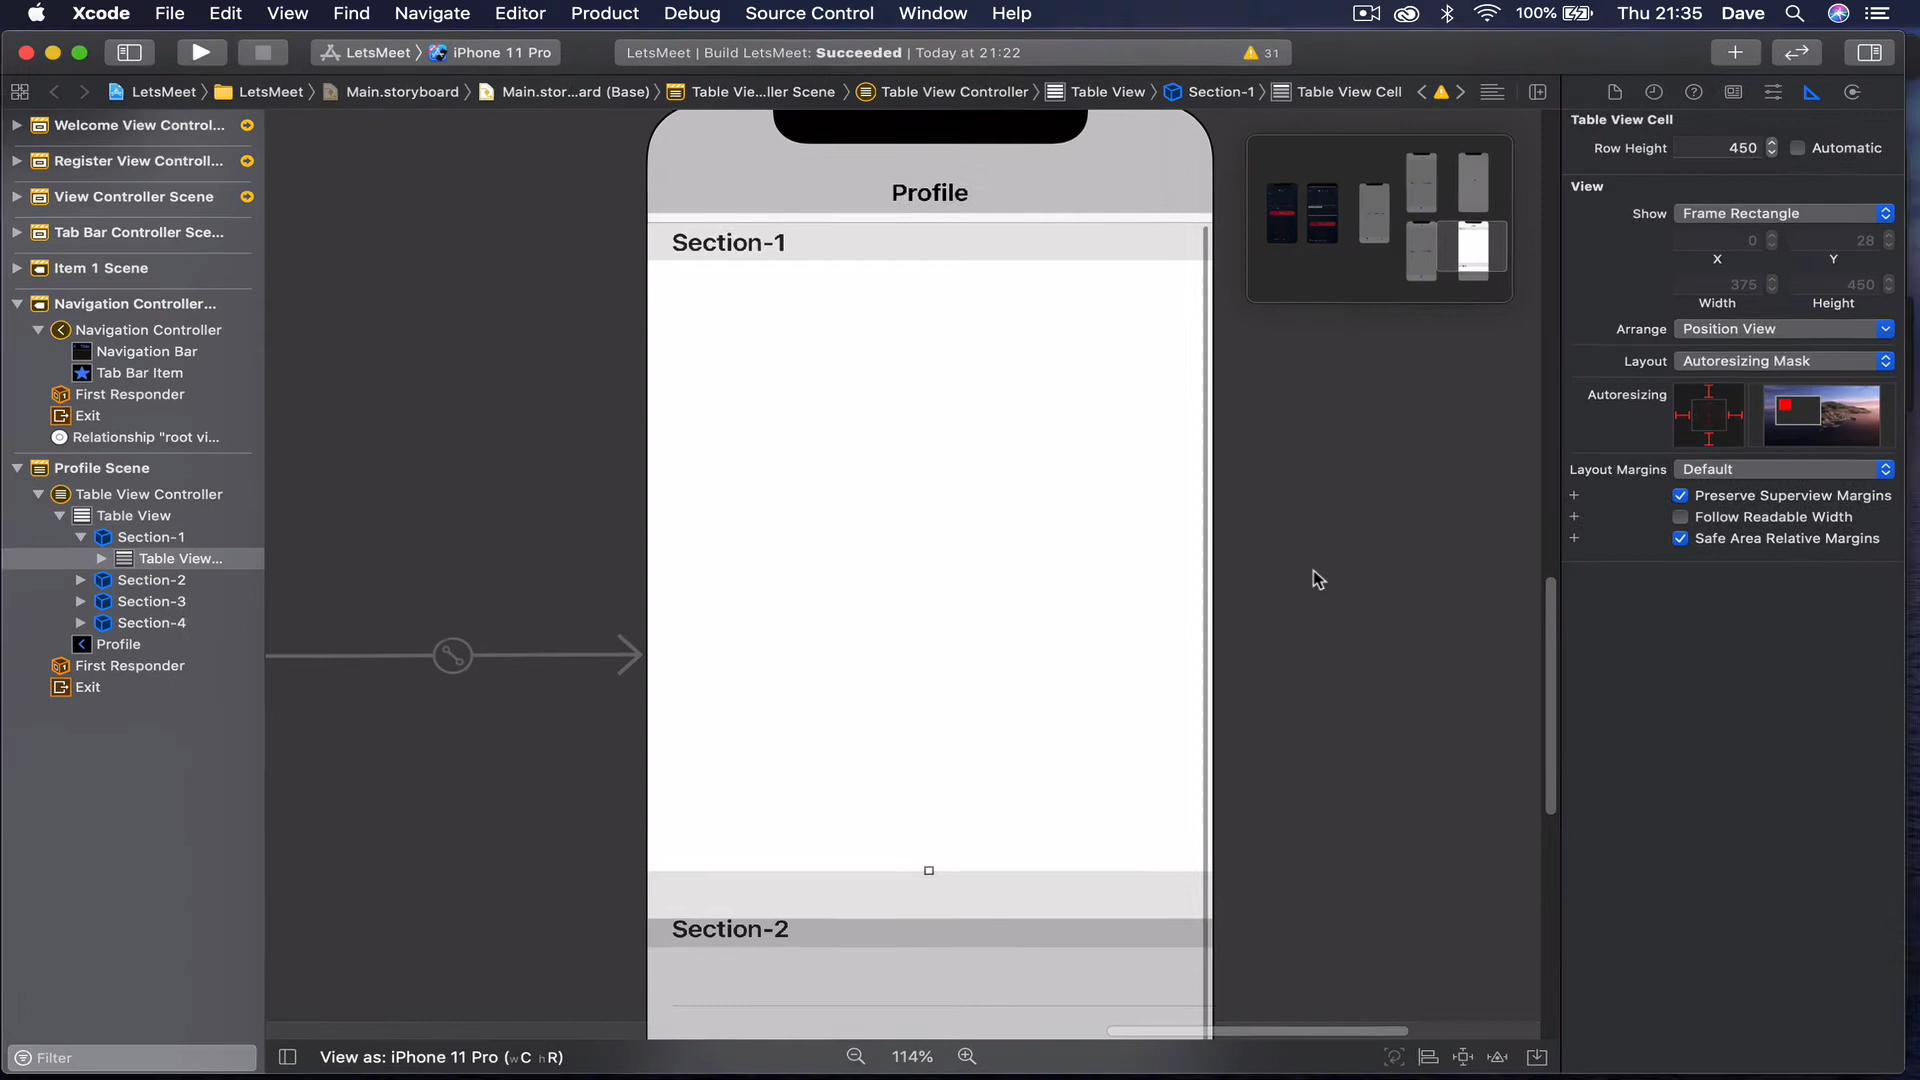 Xcode File Edit View Find Navigate Editor Product Debug Source Control Window Help 100% Thu 21:35 Dave
LetsMeet iPhone 11 Pro LetsMeet | Build LetsMeet: Succeeded | Today at 21:22 31
LetsMeet LetsMeet Main.storyboard Main.stor...ard (Base) Table Vie...ller Scene Table View Controller Table View Section-1 Table View Cell
Welcome View Control...
Register View Controll...
View Controller Scene
Tab Bar Controller Sce...
Item 1 Scene
Navigation Controller...
Navigation Controller
Navigation Bar
Tab Bar Item
First Responder
Exit
Relationship "root vi...
Profile Scene
Table View Controller
Table View
Section-1
Table View...
Section-2
Section-3
Section-4
Profile
First Responder
Exit
Filter
Profile
Section-1
Section-2
View as: iPhone 11 Pro (wC hR) 114%
Table View Cell
Row Height 450 Automatic
View
Show Frame Rectangle
0 28
X Y
375 450
Width Height
Arrange Position View
Layout Autoresizing Mask
Autoresizing
Layout Margins Default
Preserve Superview Margins
Follow Readable Width
Safe Area Relative Margins